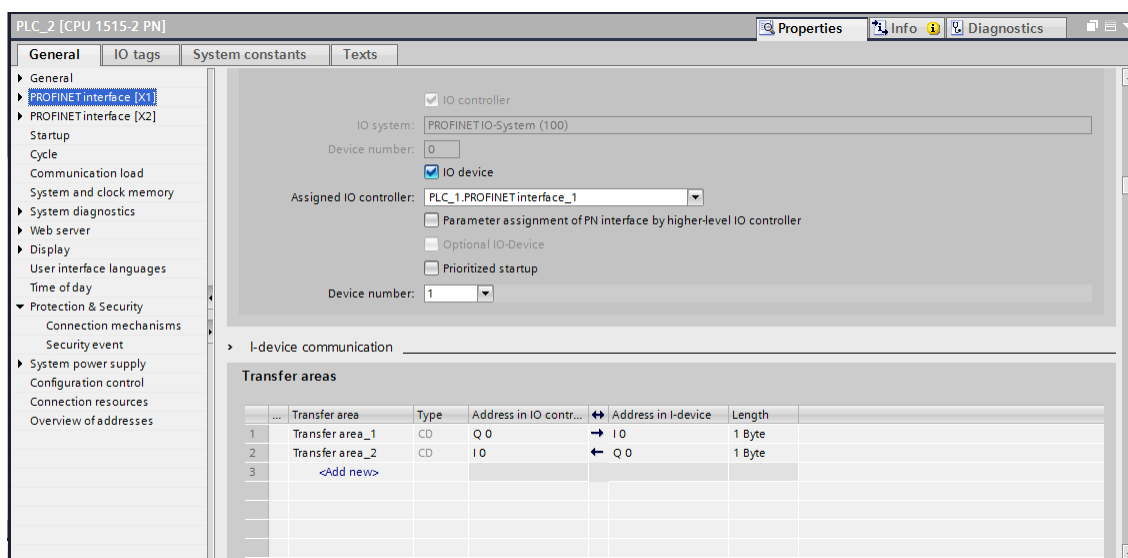 PLC_2 [CPU 1515-2 PN]
Properties Info Diagnostics
General IO tags System constants Texts
General
PROFINET interface [X1]
PROFINET interface [X2]
Startup
Cycle
Communication load
System and clock memory
System diagnostics
Web server
Display
User interface languages
Time of day
Protection & Security
Connection mechanisms
Security event
System power supply
Configuration control
Connection resources
Overview of addresses
IO controller
IO system: PROFINET IO-System (100)
Device number: 0
IO device
Assigned IO controller: PLC_1.PROFINET interface_1
Parameter assignment of PN interface by higher-level IO controller
Optional IO-Device
Prioritized startup
Device number: 1
I-device communication
Transfer areas
... Transfer area Type Address in IO contr... ↔ Address in I-device Length
1 Transfer area_1 CD Q 0 → I 0 1 Byte
2 Transfer area_2 CD I 0 ← Q 0 1 Byte
3 <Add new>